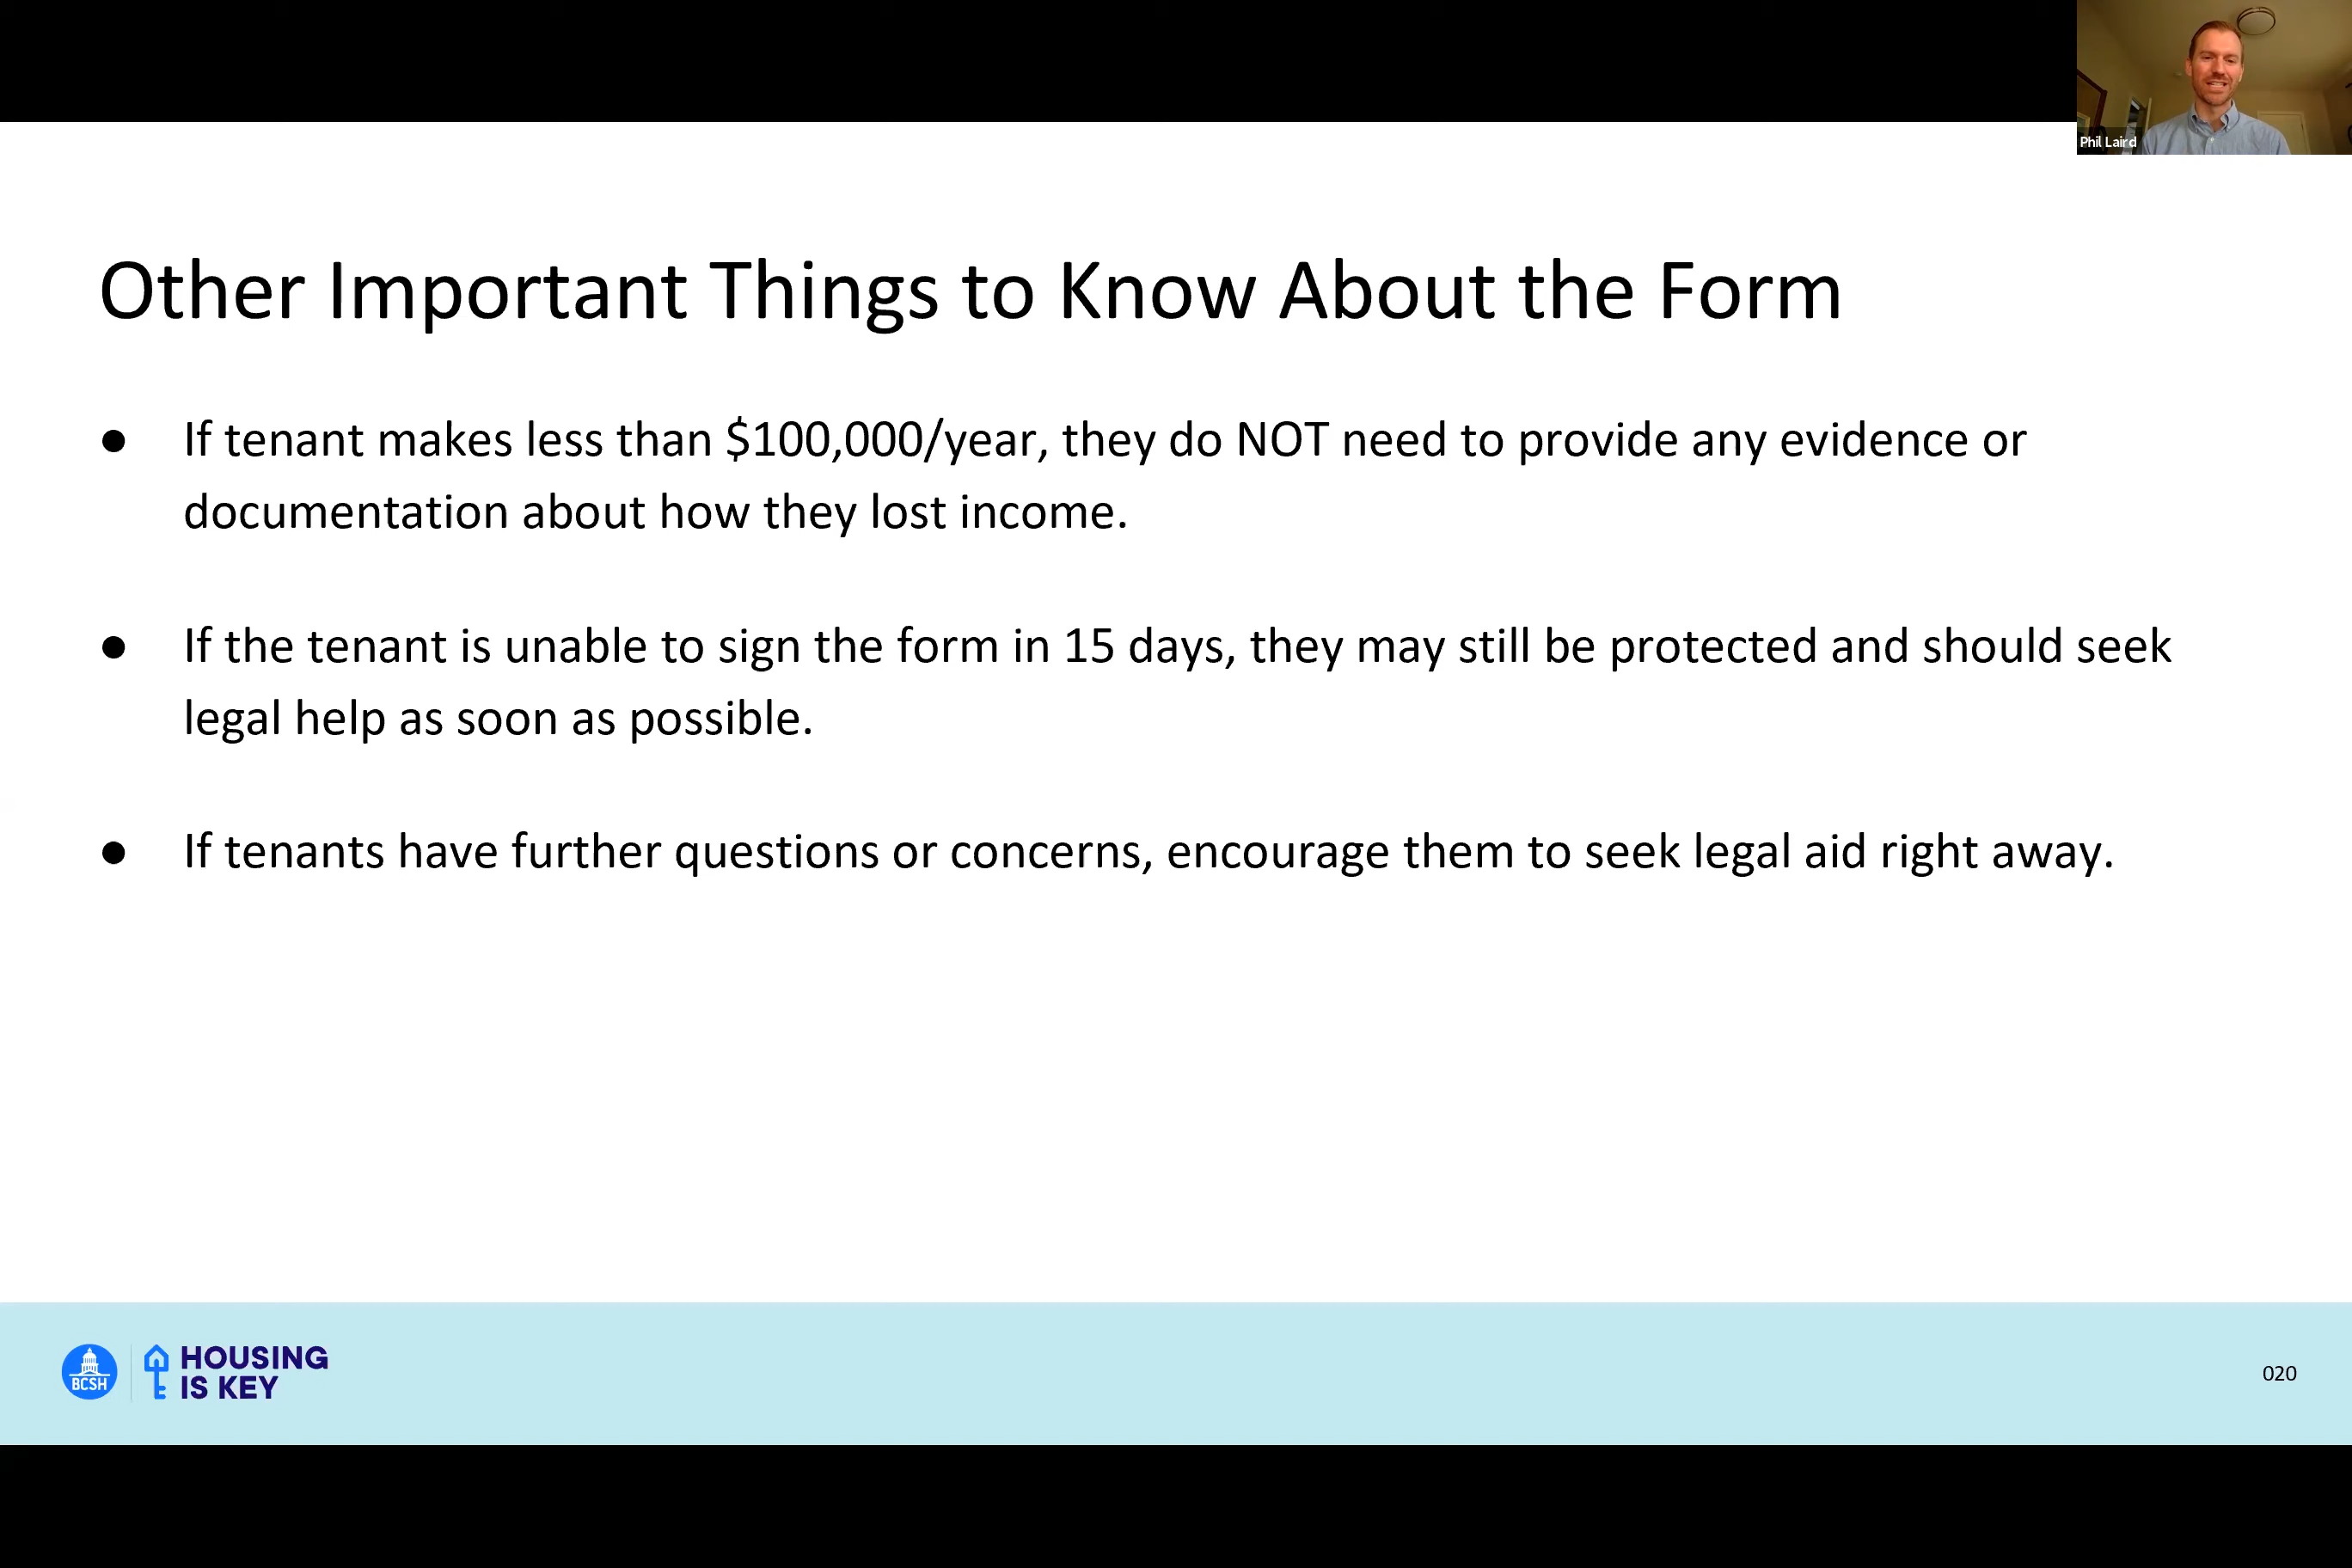 Phil Laird
Other Important Things to Know About the Form
● If tenant makes less than $100,000/year, they do NOT need to provide any evidence or
documentation about how they lost income.
● If the tenant is unable to sign the form in 15 days, they may still be protected and should seek
legal help as soon as possible.
● If tenants have further questions or concerns, encourage them to seek legal aid right away.
BCSH
HOUSING
IS KEY
020